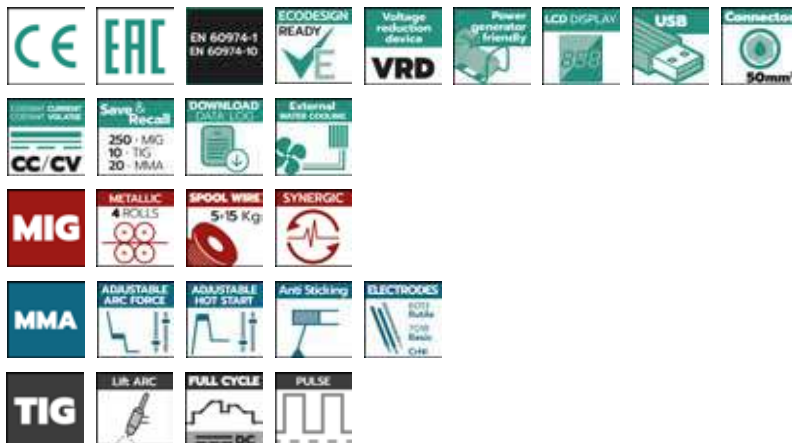 CE
EAC
EN 60974-1
EN 60974-10
ECODESIGN
READY
E
Voltage
reduction
device
VRD
Power
generator
friendly
LCD DISPLAY
USB
Connector
50mm²
CONSTANT CURRENT
CONSTANT VOLATGE
CC/CV
Save &
Recall
250 · MIG
10 · TIG
20 · MMA
DOWNLOAD
DATA LOG
External
WATER COOLING
MIG
METALLIC
4 ROLLS
SPOOL WIRE
5÷15 Kg
SYNERGIC
MMA
ADJUSTABLE
ARC FORCE
ADJUSTABLE
HOT START
Anti Sticking
ELECTRODES
6013
Rutile
7018
Basic
CrNi
TIG
Lift ARC
FULL CYCLE
DC
PULSE